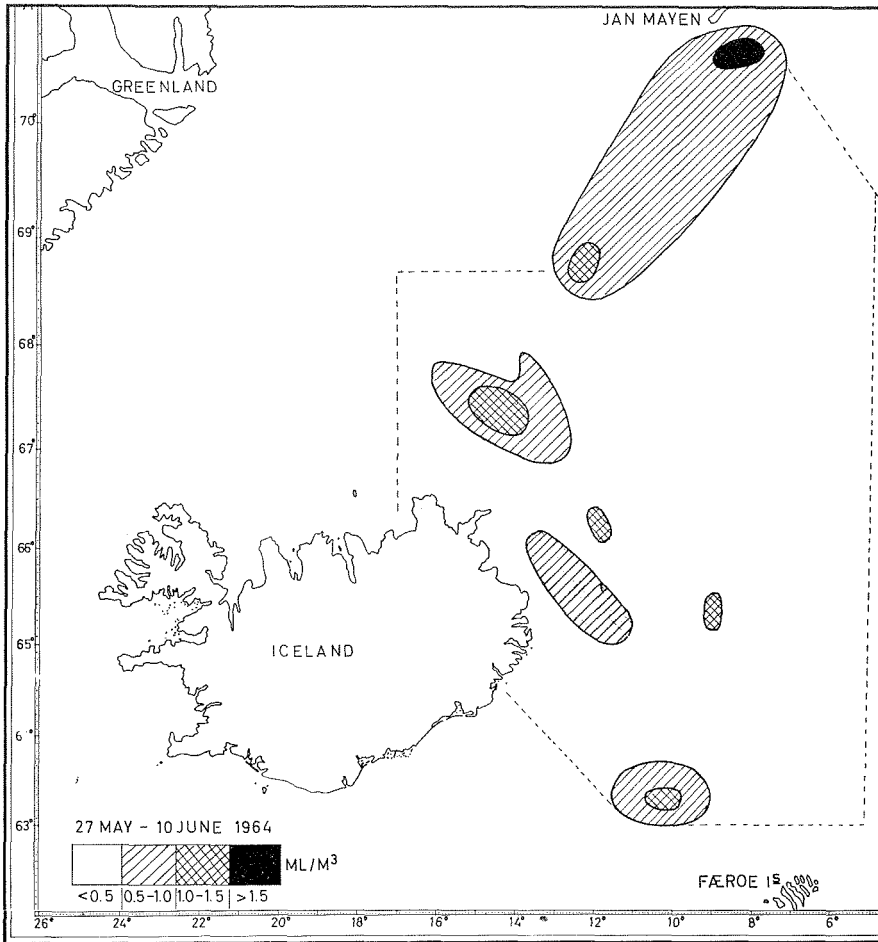 JAN MAYEN
71
GREENLAND
70°
69°
68°
67°
66°
65°
ICELAND
61°
63°
27 MAY – 10 JUNE 1964
ML/M³
<0.5 | 0.5–1.0 | 1.0–1.5 | >1.5
FÆROE Iˢ
26° 24° 22° 20° 18° 16° 14° 12° 10° 8° 6°